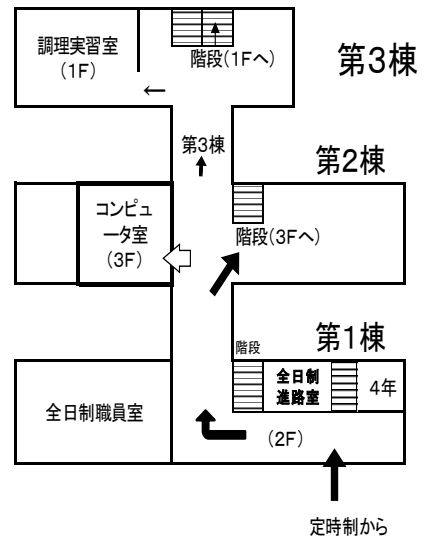 調理実習室
(1F)
階段(1Fへ)
第3棟
←
第3棟
第2棟
コンピュ
ータ室
(3F)
階段(3Fへ)
第1棟
階段
全日制
進路室
4年
全日制職員室
(2F)
定時制から